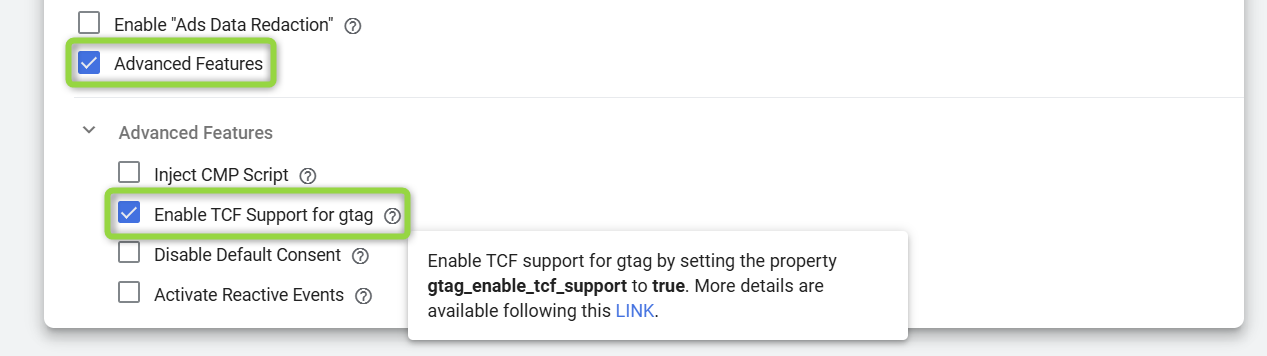 Enable "Ads Data Redaction"
Advanced Features
Advanced Features
Inject CMP Script
Enable TCF Support for gtag
Disable Default Consent
Activate Reactive Events
Enable TCF support for gtag by setting the property
gtag_enable_tcf_support to true. More details are
available following this LINK.